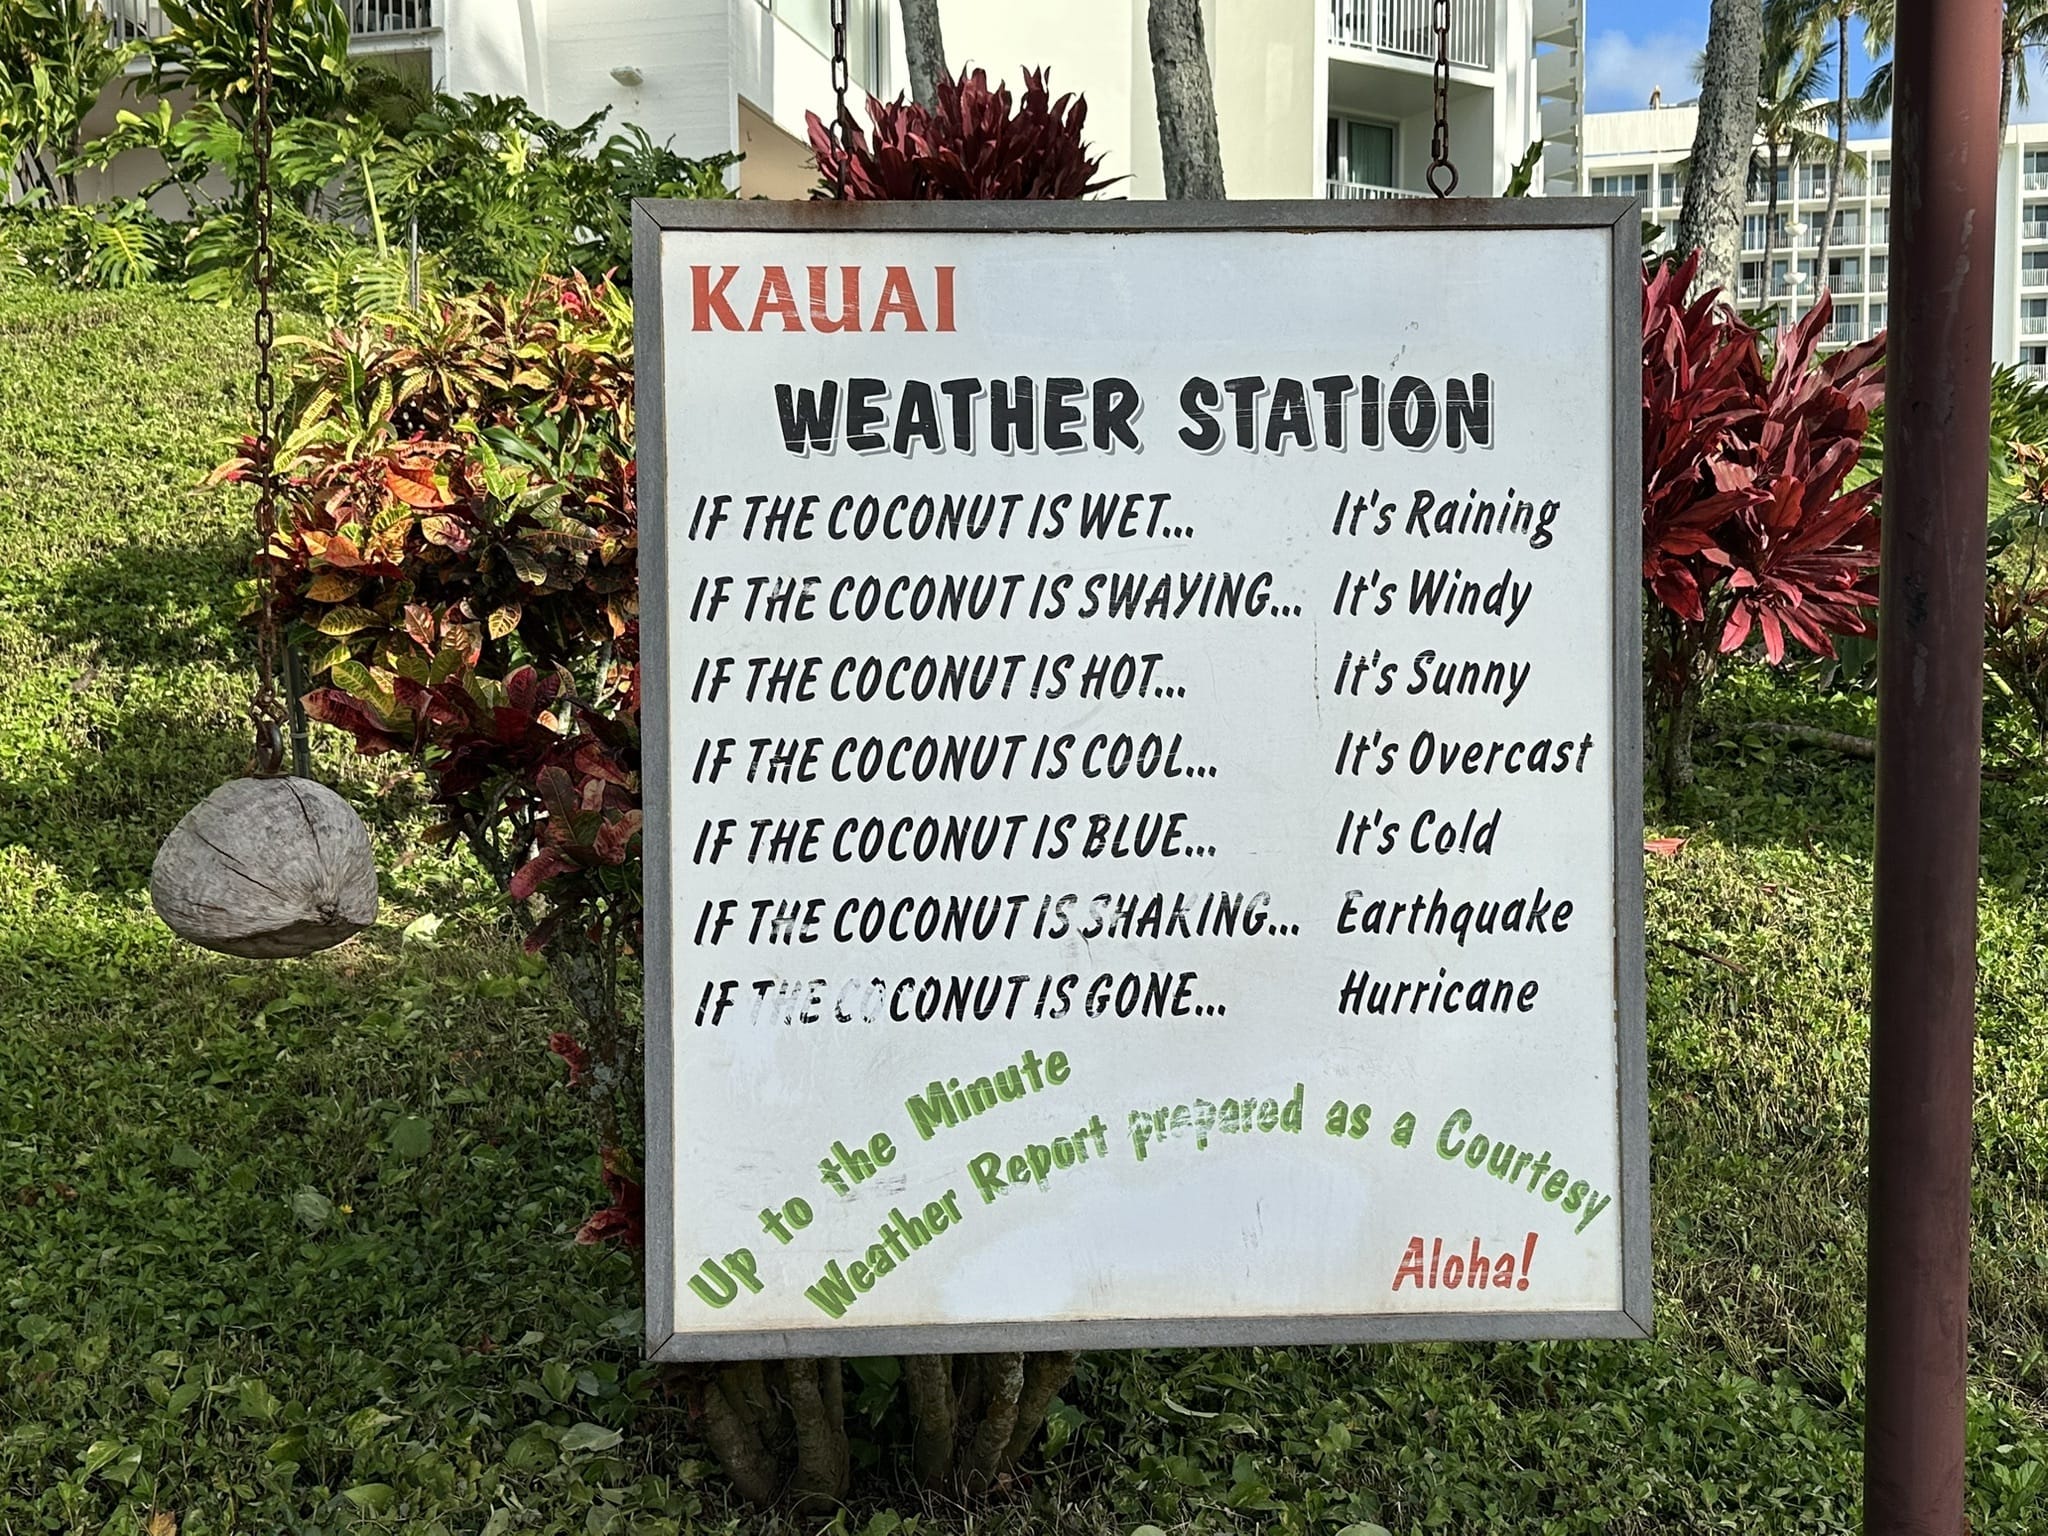 KAUAI
WEATHER STATION
IF THE COCONUT IS WET... It's Raining
IF THE COCONUT IS SWAYING... It's Windy
IF THE COCONUT IS HOT... It's Sunny
IF THE COCONUT IS COOL... It's Overcast
IF THE COCONUT IS BLUE... It's Cold
IF THE COCONUT IS SHAKING... Earthquake
IF THE COCONUT IS GONE... Hurricane
Up to the Minute
Weather Report prepared as a Courtesy
Aloha!